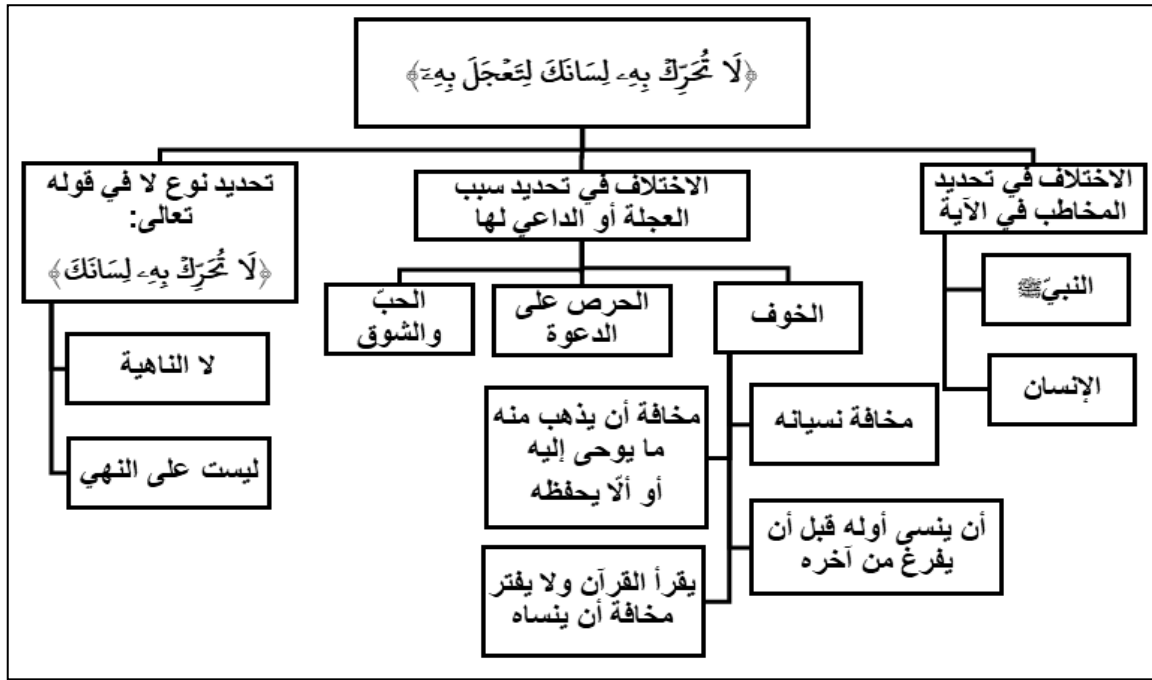 ﴿لَا تُحَرِّكۡ بِهِۦ لِسَانَكَ لِتَعۡجَلَ بِهِۦٓ﴾
الاختلاف في تحديد
المخاطب في الآية
النبيّ ﷺ
الإنسان
الاختلاف في تحديد سبب
العجلة أو الداعي لها
الخوف
مخافة نسيانه
مخافة أن يذهب منه
ما يوحى إليه
أو ألّا يحفظه
أن ينسى أوله قبل أن
يفرغ من آخره
يقرأ القرآن ولا يفتر
مخافة أن ينساه
الحرص على
الدعوة
الحبّ
والشوق
تحديد نوع لا في قوله
تعالى:
﴿لَا تُحَرِّكۡ بِهِۦ لِسَانَكَ﴾
لا الناهية
ليست على النهي